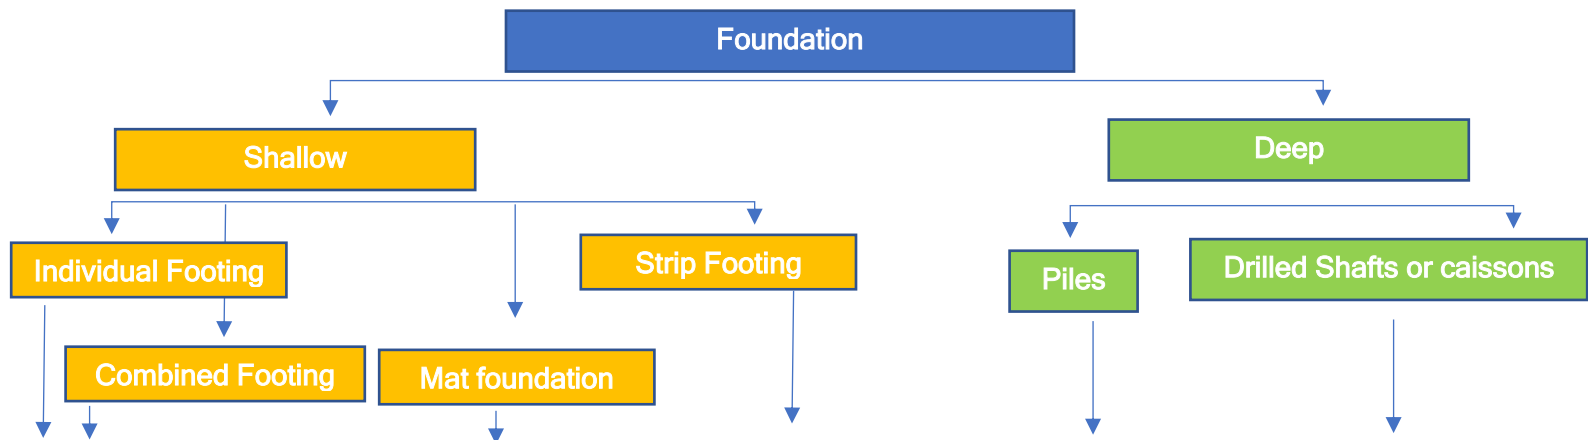 Foundation
Shallow
Deep
Individual Footing
Strip Footing
Piles
Drilled Shafts or caissons
Combined Footing
Mat foundation